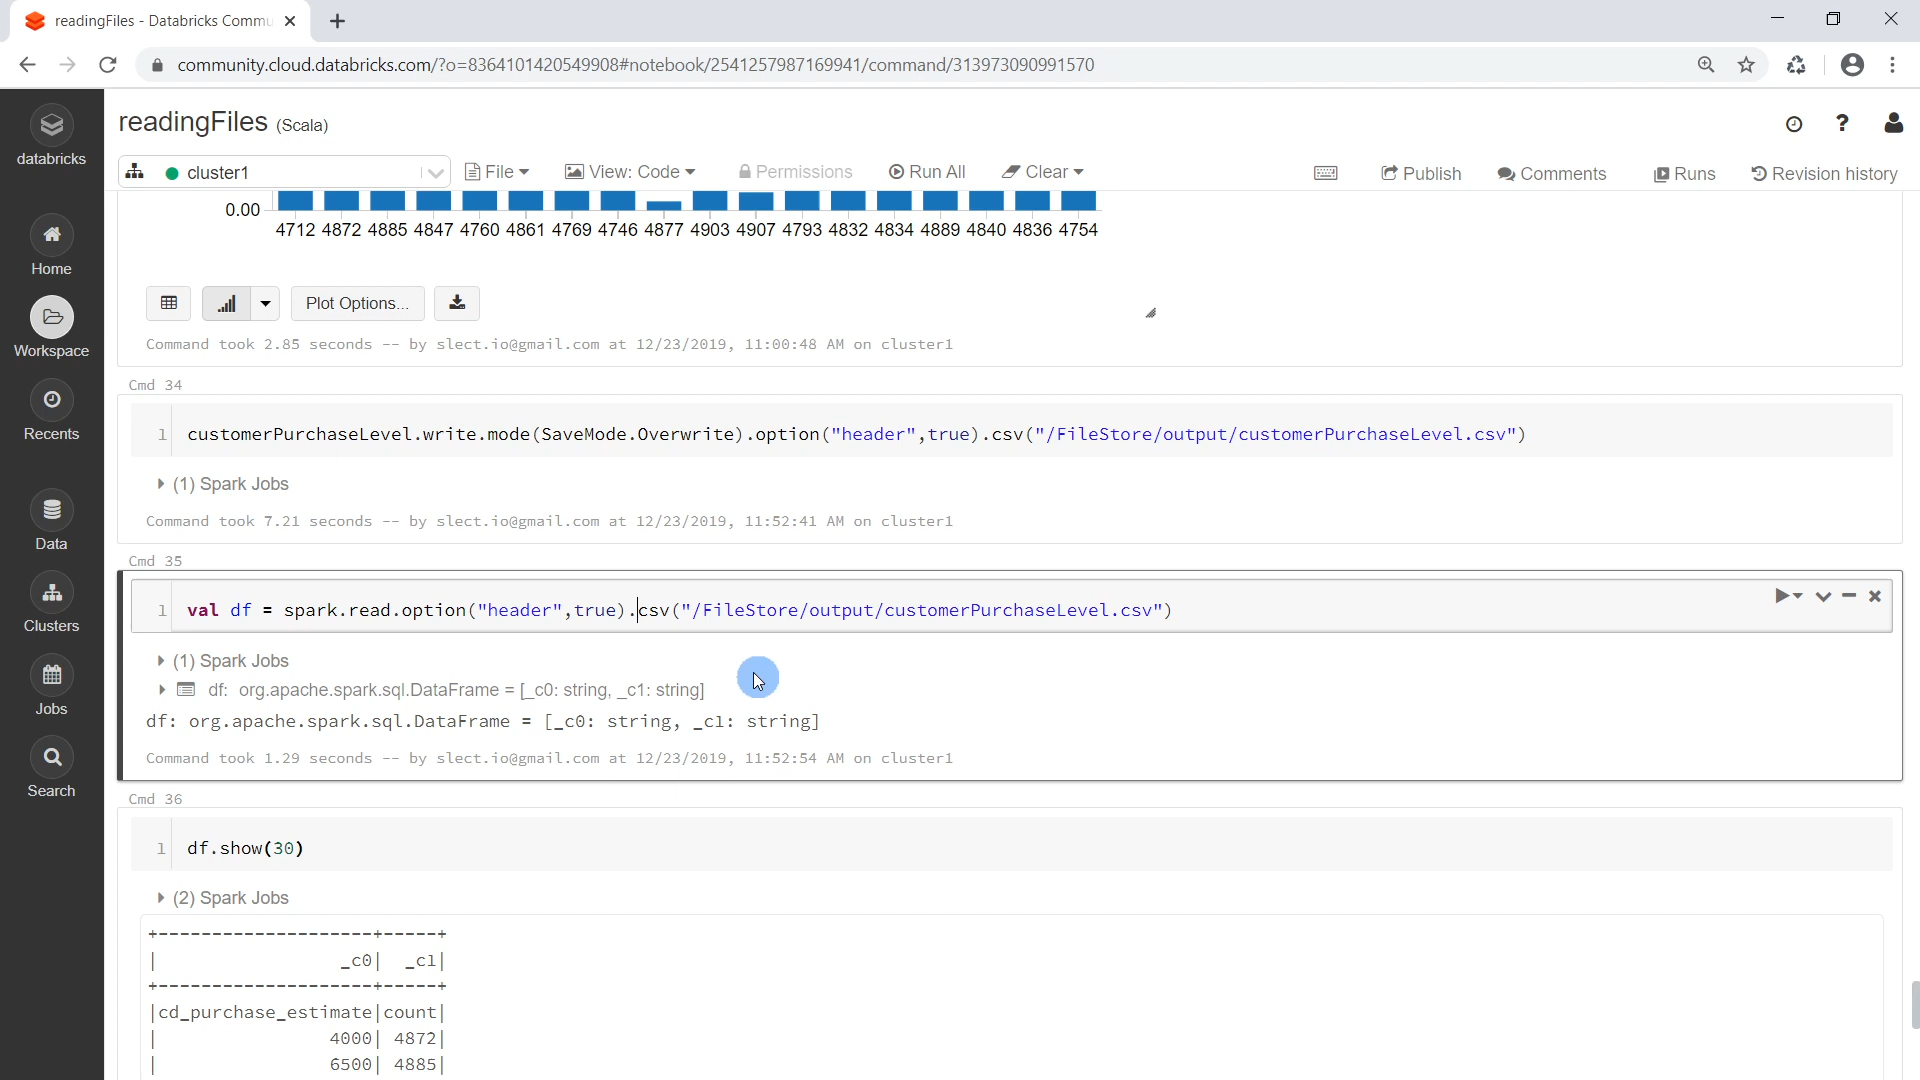 readingFiles - Databricks Commu
community.cloud.databricks.com/?o=8364101420549908#notebook/2541257987169941/command/313973090991570
databricks
Home
Workspace
Recents
Data
Clusters
Jobs
Search
readingFiles (Scala)
?
cluster1 File View: Code Permissions Run All Clear Publish Comments Runs Revision history
0.00
4712 4872 4885 4847 4760 4861 4769 4746 4877 4903 4907 4793 4832 4834 4889 4840 4836 4754
Plot Options...
Command took 2.85 seconds -- by slect.io@gmail.com at 12/23/2019, 11:00:48 AM on cluster1
Cmd 34
1 customerPurchaseLevel.write.mode(SaveMode.Overwrite).option("header",true).csv("/FileStore/output/customerPurchaseLevel.csv")
(1) Spark Jobs
Command took 7.21 seconds -- by slect.io@gmail.com at 12/23/2019, 11:52:41 AM on cluster1
Cmd 35
1 val df = spark.read.option("header",true).csv("/FileStore/output/customerPurchaseLevel.csv")
(1) Spark Jobs
df: org.apache.spark.sql.DataFrame = [_c0: string, _c1: string]
df: org.apache.spark.sql.DataFrame = [_c0: string, _c1: string]
Command took 1.29 seconds -- by slect.io@gmail.com at 12/23/2019, 11:52:54 AM on cluster1
Cmd 36
1 df.show(30)
(2) Spark Jobs
+--------------------+-----+
|                 _c0|  _c1|
+--------------------+-----+
|cd_purchase_estimate|count|
|                4000| 4872|
|                6500| 4885|